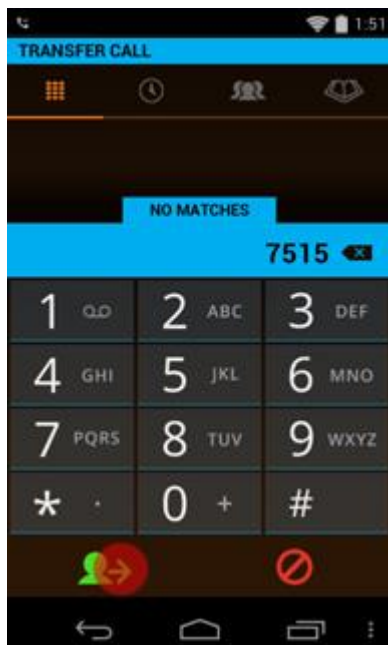 1:51
TRANSFER CALL
NO MATCHES
7515
1 2 ABC 3 DEF
4 GHI 5 JKL 6 MNO
7 PQRS 8 TUV 9 WXYZ
* 0 + #